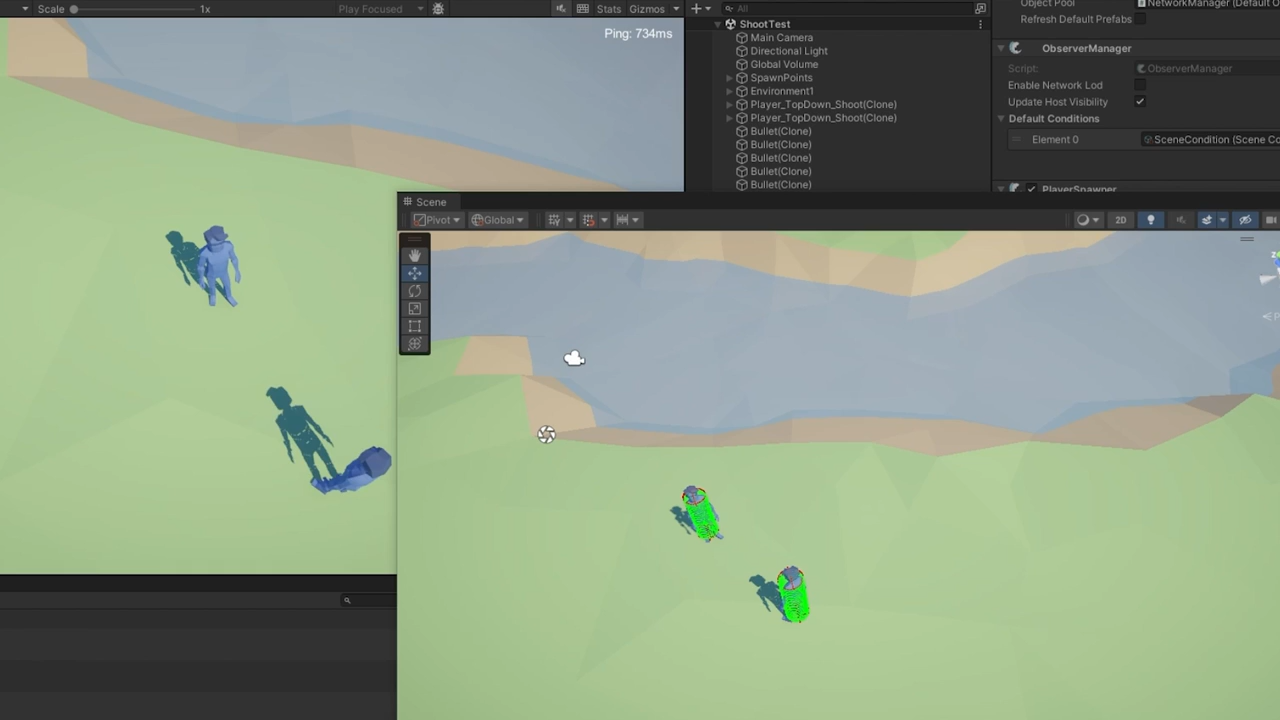 Scale 1x Play Focused Stats Gizmos
Ping: 734ms
All
ShootTest
Main Camera
Directional Light
Global Volume
SpawnPoints
Environment1
Player_TopDown_Shoot(Clone)
Player_TopDown_Shoot(Clone)
Bullet(Clone)
Bullet(Clone)
Bullet(Clone)
Bullet(Clone)
Bullet(Clone)
Object Pool NetworkManager (Default O
Refresh Default Prefabs
ObserverManager
Script: ObserverManager
Enable Network Lod
Update Host Visibility
Default Conditions
Element 0 SceneCondition (Scene Co
PlayerSpawner
Scene
Pivot Global 2D